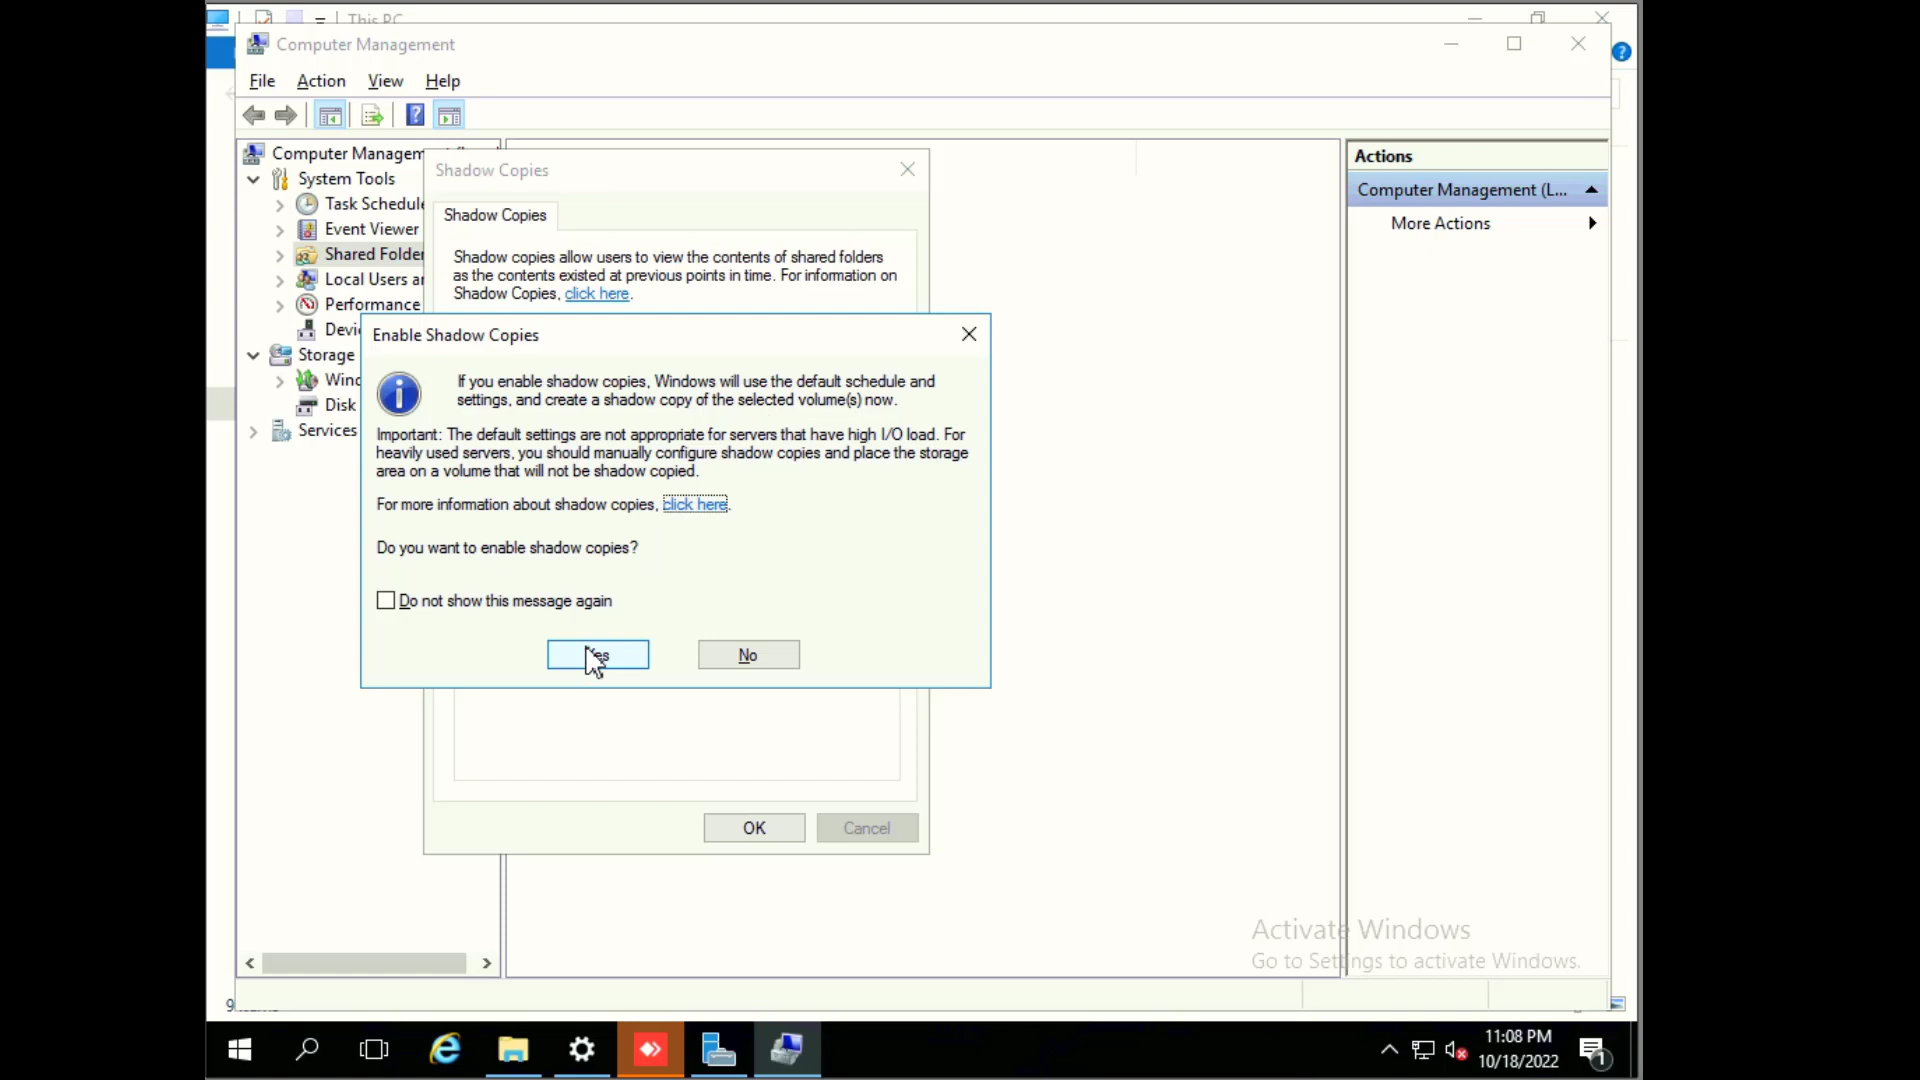 This PC
Computer Management
File Action View Help
Computer Managem
System Tools
Task Schedule
Event Viewer
Shared Folder
Local Users a
Performance
Devi
Storage
Wind
Disk
Services
Shadow Copies
Shadow Copies
Shadow copies allow users to view the contents of shared folders
as the contents existed at previous points in time. For information on
Shadow Copies, click here.
Enable Shadow Copies
If you enable shadow copies, Windows will use the default schedule and
settings, and create a shadow copy of the selected volume(s) now.
Important: The default settings are not appropriate for servers that have high I/O load. For
heavily used servers, you should manually configure shadow copies and place the storage
area on a volume that will not be shadow copied.
For more information about shadow copies, click here.
Do you want to enable shadow copies?
Do not show this message again
Yes No
OK Cancel
Actions
Computer Management (L...
More Actions
Activate Windows
Go to Settings to activate Windows.
11:08 PM
10/18/2022
1